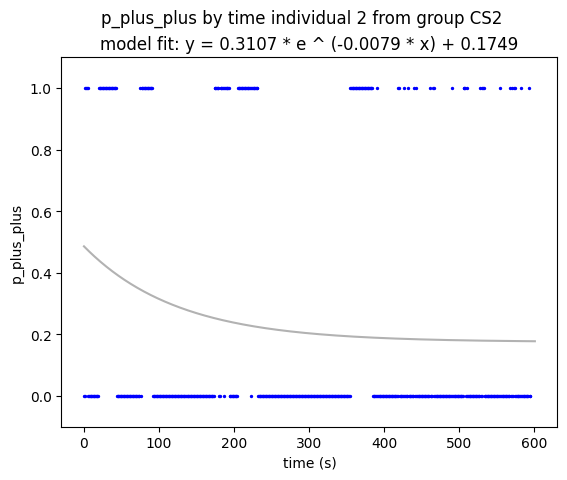 p_plus_plus by time individual 2 from group CS2
model fit: y = 0.3107 * e ^ (-0.0079 * x) + 0.1749
1.0
0.8
0.6
p_plus_plus
0.4
0.2
0.0
0 100 200 300 400 500 600
time (s)